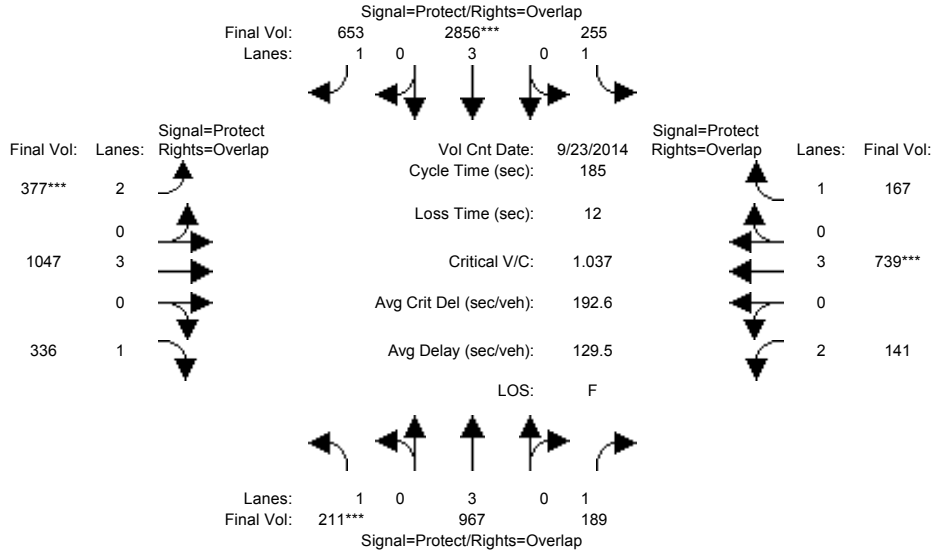 Signal=Protect/Rights=Overlap
Final Vol: 653 2856*** 255
Lanes: 1 0 3 0 1
Signal=Protect
Final Vol: Lanes: Rights=Overlap
Vol Cnt Date: 9/23/2014
Signal=Protect
Rights=Overlap Lanes: Final Vol:
Cycle Time (sec): 185
377*** 2
1 167
Loss Time (sec): 12
0
0
1047 3
Critical V/C: 1.037
3 739***
0
Avg Crit Del (sec/veh): 192.6
0
336 1
Avg Delay (sec/veh): 129.5
2 141
LOS: F
Lanes: 1 0 3 0 1
Final Vol: 211*** 967 189
Signal=Protect/Rights=Overlap